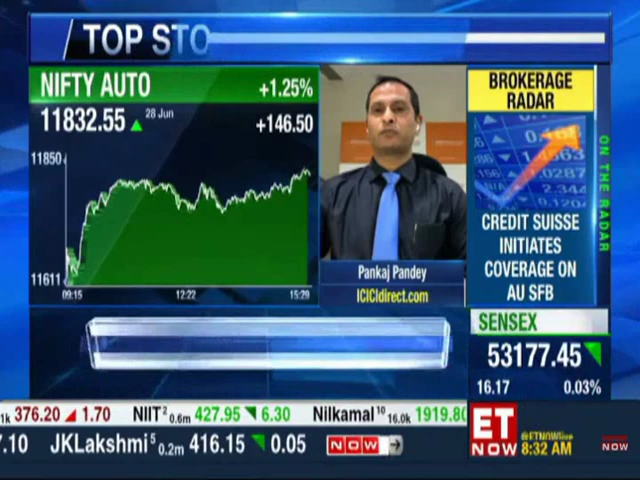 TOP STO
NIFTY AUTO +1.25%
11832.55 28 Jun +146.50
11850
11611
09:15 12:22 15:29
Pankaj Pandey
ICICIdirect.com
BROKERAGE
RADAR
CREDIT SUISSE
INITIATES
COVERAGE ON
AU SFB
ON THE RADAR
SENSEX
53177.45
16.17 0.03%
1k 376.20 1.70 NIIT 2 0.6m 427.95 6.30 Nilkamal 10 16.0k 1919.80
7.10 JKLakshmi 5 0.2m 416.15 0.05 NOW
ET
NOW
@ETNOWlive
8:32 AM
NOW